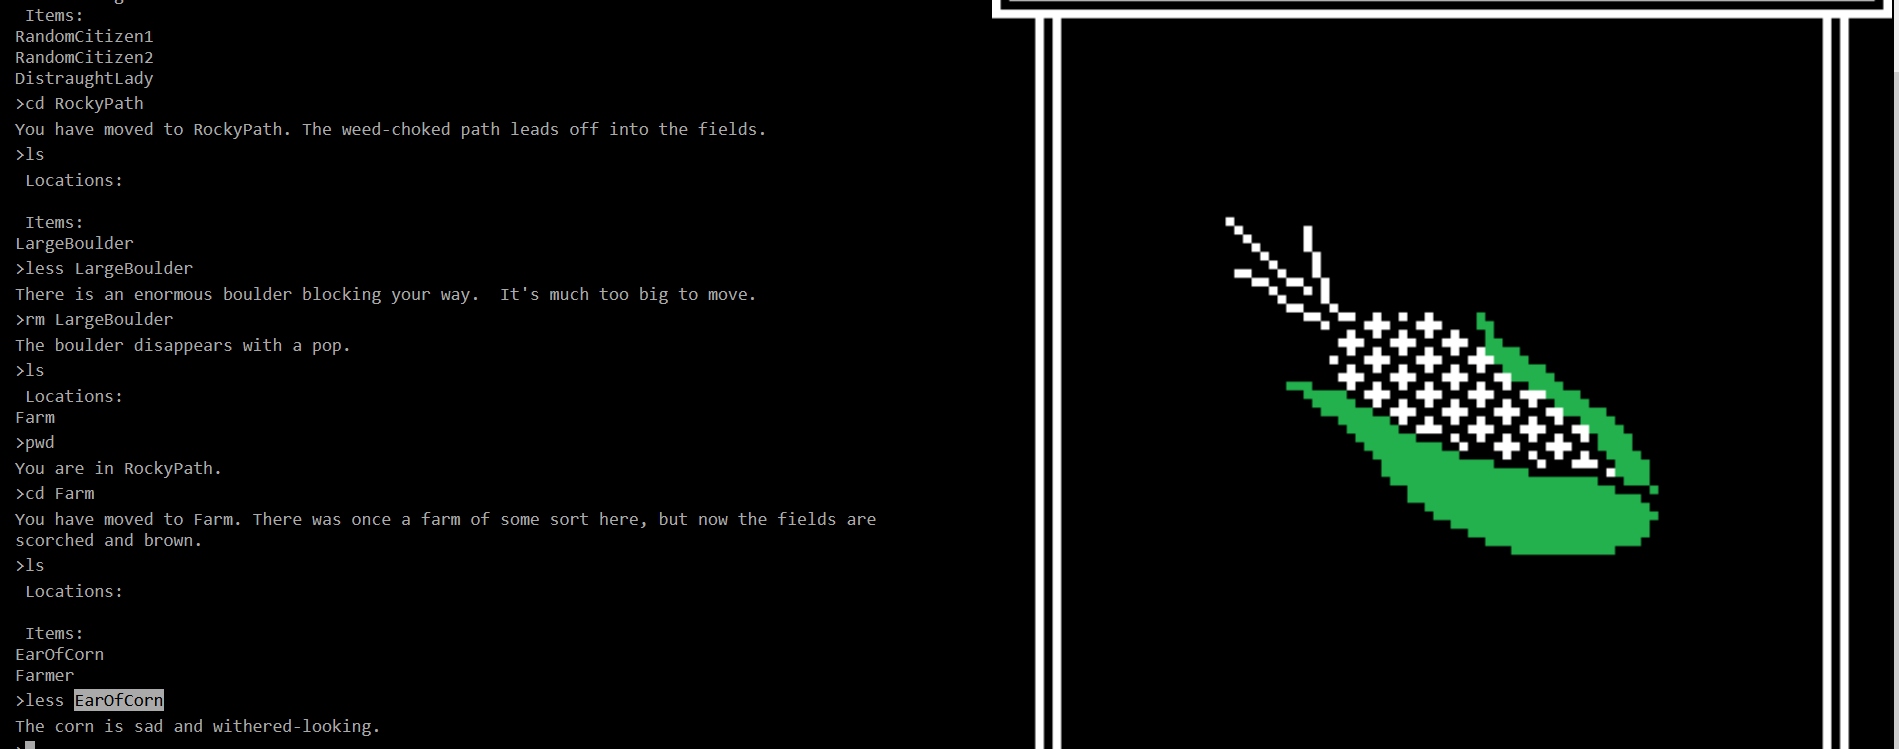 Items:
RandomCitizen1
RandomCitizen2
DistraughtLady
>cd RockyPath
You have moved to RockyPath. The weed-choked path leads off into the fields.
>ls
Locations:
Items:
LargeBoulder
>less LargeBoulder
There is an enormous boulder blocking your way.  It's much too big to move.
>rm LargeBoulder
The boulder disappears with a pop.
>ls
Locations:
Farm
>pwd
You are in RockyPath.
>cd Farm
You have moved to Farm. There was once a farm of some sort here, but now the fields are
scorched and brown.
>ls
Locations:
Items:
EarOfCorn
Farmer
>less EarOfCorn
The corn is sad and withered-looking.
>